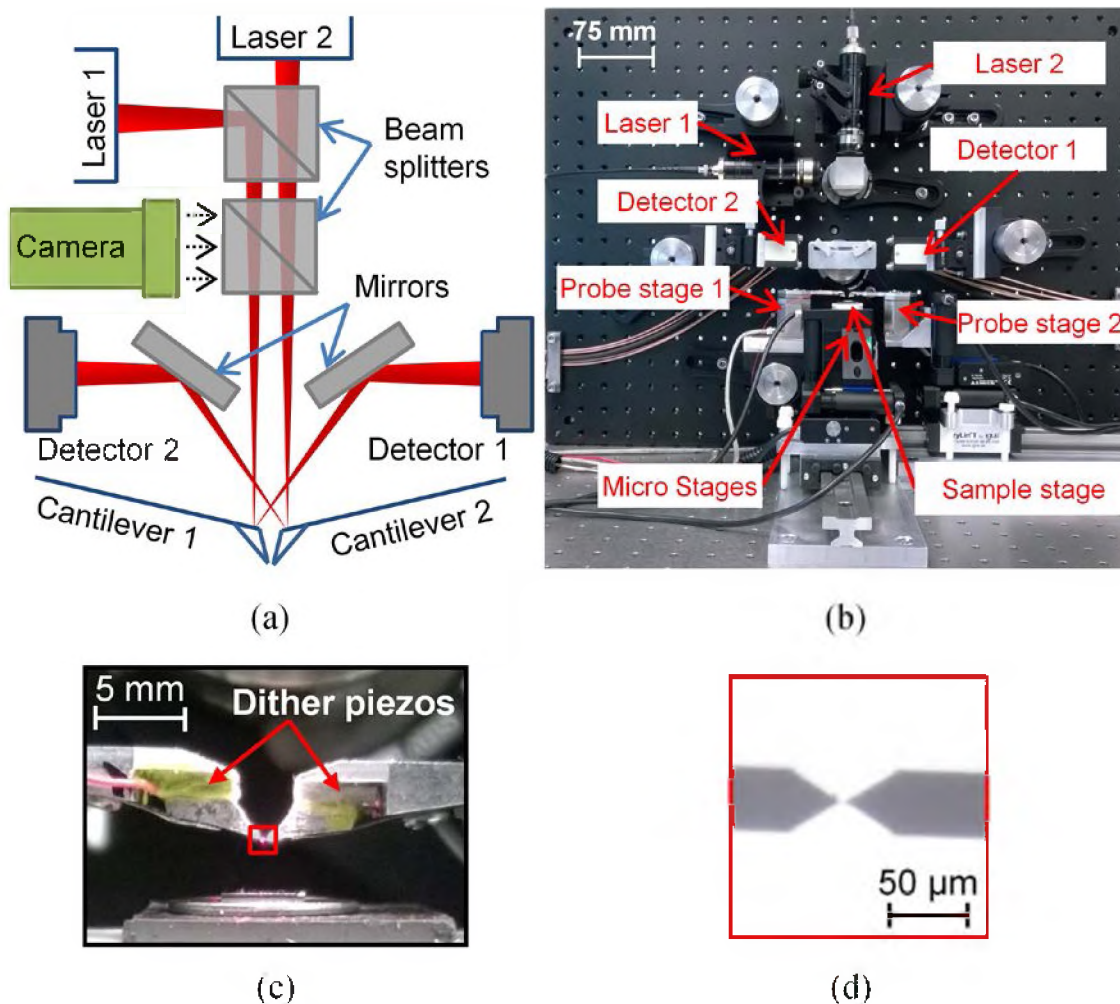 Laser 2
Laser 1
Beam
splitters
Camera
Mirrors
Detector 2
Detector 1
Cantilever 1
Cantilever 2
(a)
75 mm
Laser 2
Laser 1
Detector 1
Detector 2
Probe stage 1
Probe stage 2
Micro Stages
Sample stage
(b)
5 mm
Dither piezos
(c)
50 µm
(d)